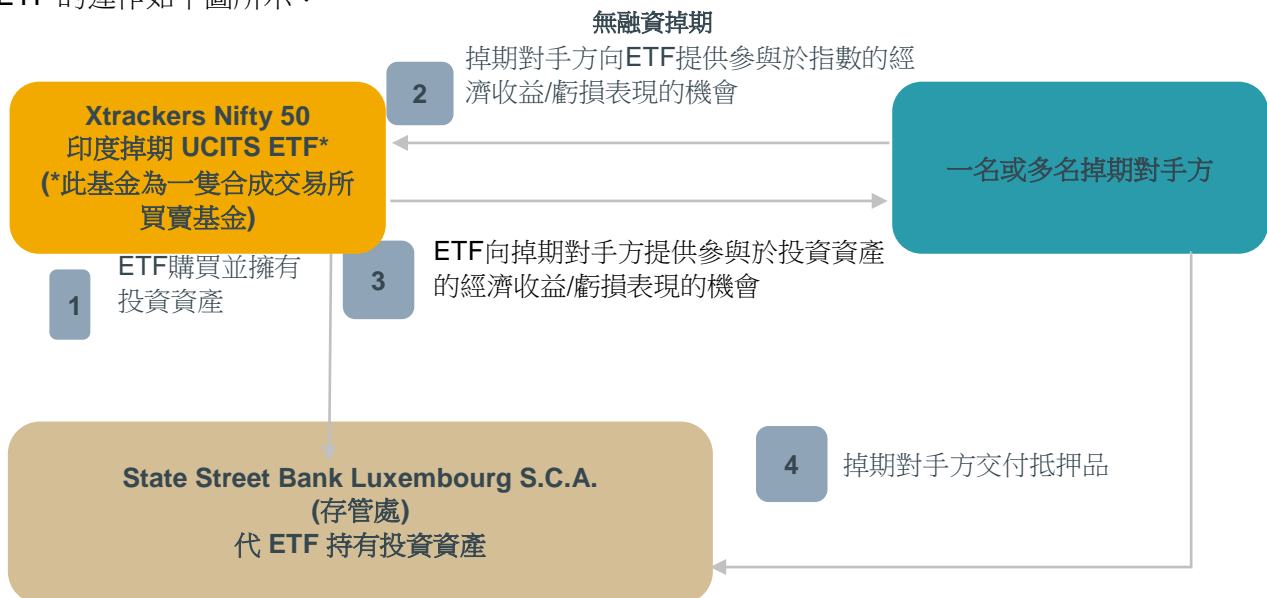 ETF 的運作如下圖所示。
無融資掉期
2
掉期對手方向ETF提供參與於指數的經
濟收益/虧損表現的機會
Xtrackers Nifty 50
印度掉期 UCITS ETF*
(*此基金為一隻合成交易所
買賣基金)
一名或多名掉期對手方
1
ETF購買並擁有
投資資產
3
ETF向掉期對手方提供參與於投資資產
的經濟收益/虧損表現的機會
State Street Bank Luxembourg S.C.A.
(存管處)
代 ETF 持有投資資產
4
掉期對手方交付抵押品